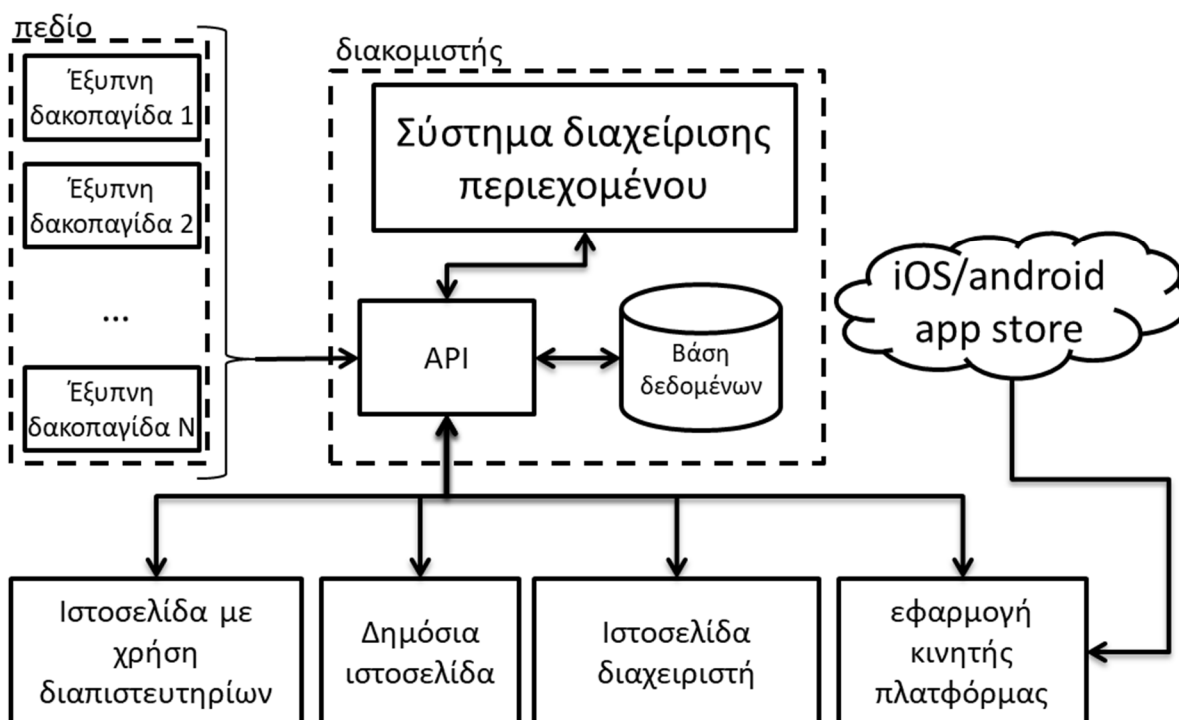 πεδίο
Έξυπνη
δακοπαγίδα 1
Έξυπνη
δακοπαγίδα 2
...
Έξυπνη
δακοπαγίδα N
διακομιστής
Σύστημα διαχείρισης
περιεχομένου
API
Βάση
δεδομένων
iOS/android
app store
Ιστοσελίδα με
χρήση
διαπιστευτηρίων
Δημόσια
ιστοσελίδα
Ιστοσελίδα
διαχειριστή
εφαρμογή
κινητής
πλατφόρμας